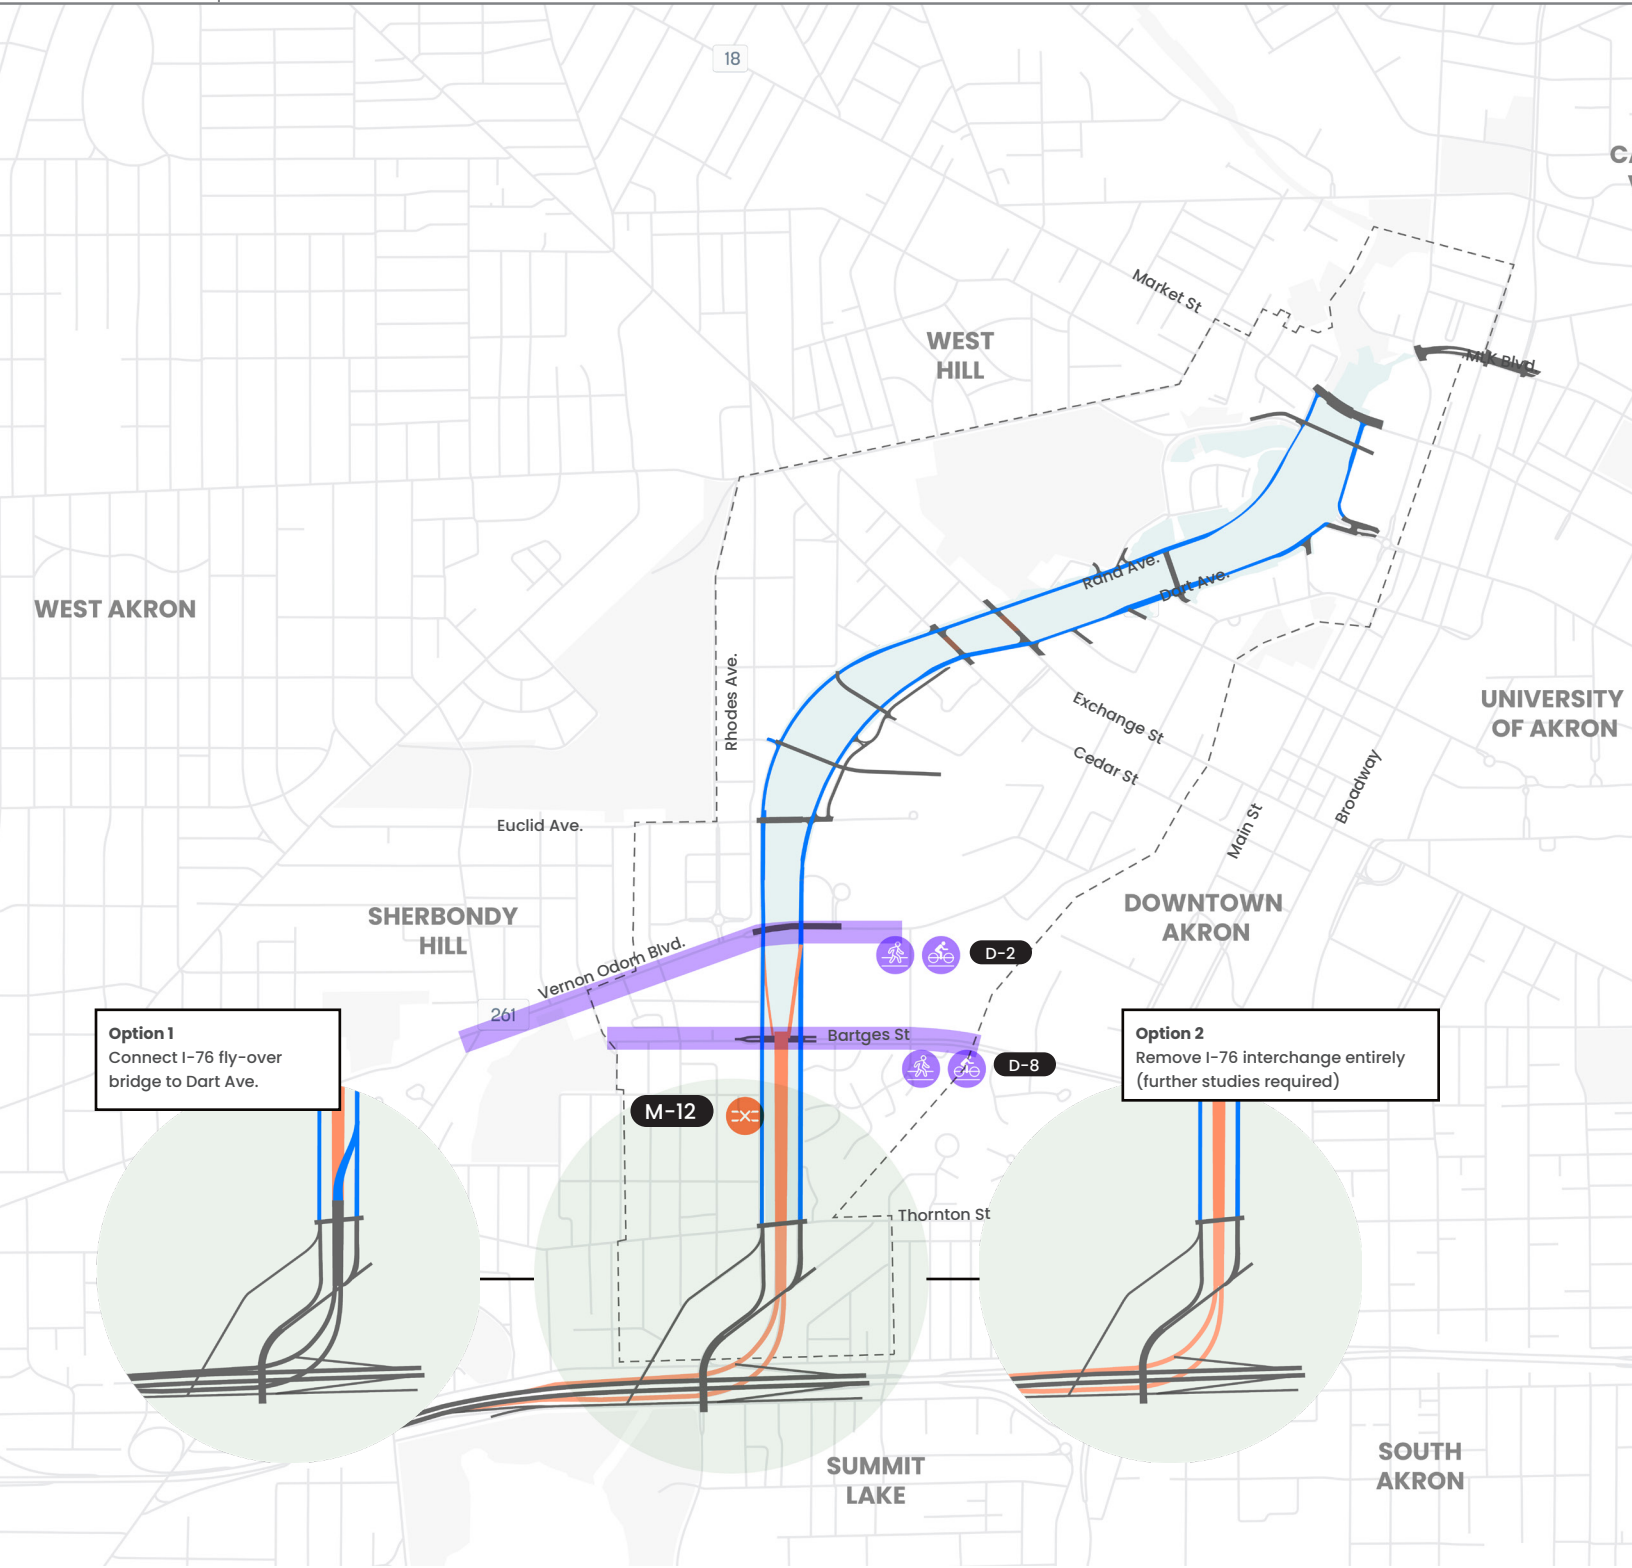 18
CA
Market St
WEST
HILL
MLK Blvd
Rand Ave.
Dart Ave.
WEST AKRON
Rhodes Ave.
Exchange St
Cedar St
UNIVERSITY
OF AKRON
Broadway
Main St
Euclid Ave.
SHERBONDY
HILL
DOWNTOWN
AKRON
Vernon Odom Blvd.
D-2
261
Bartges St
D-8
Option 1
Connect I-76 fly-over
bridge to Dart Ave.
Option 2
Remove I-76 interchange entirely
(further studies required)
M-12
Thornton St
SUMMIT
LAKE
SOUTH
AKRON